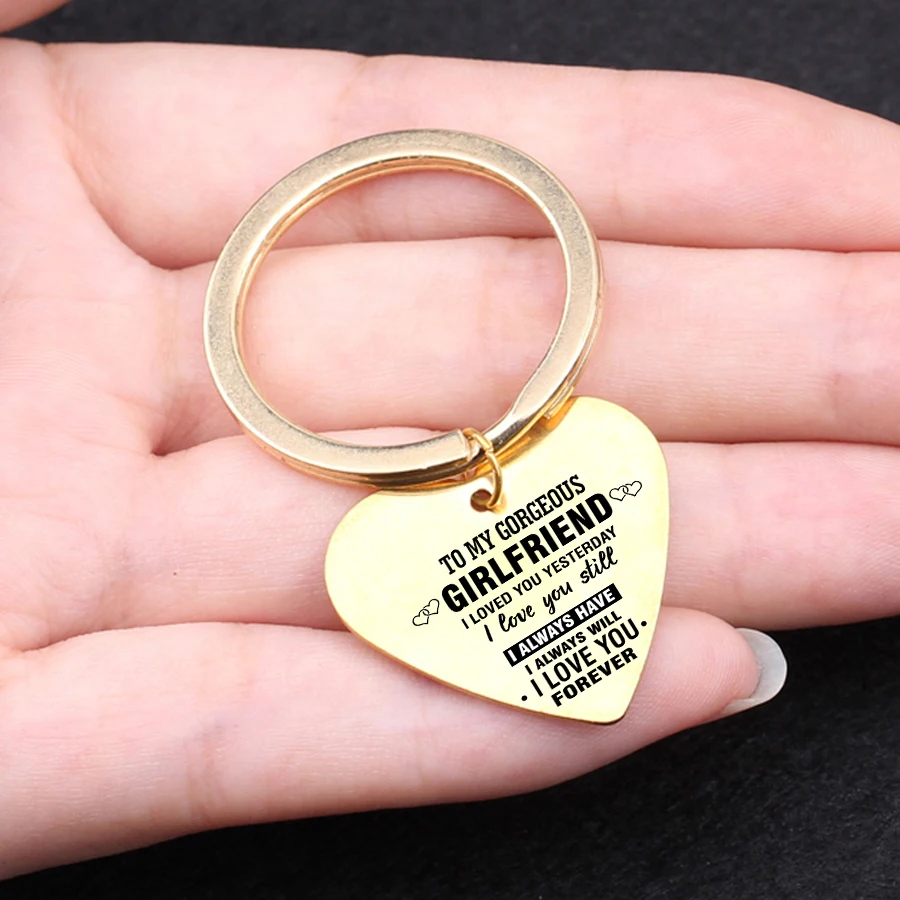 TO MY GORGEOUS
GIRLFRIEND
I LOVED YOU YESTERDAY
I love you still
I ALWAYS HAVE
I ALWAYS WILL
• I LOVE YOU •
FOREVER